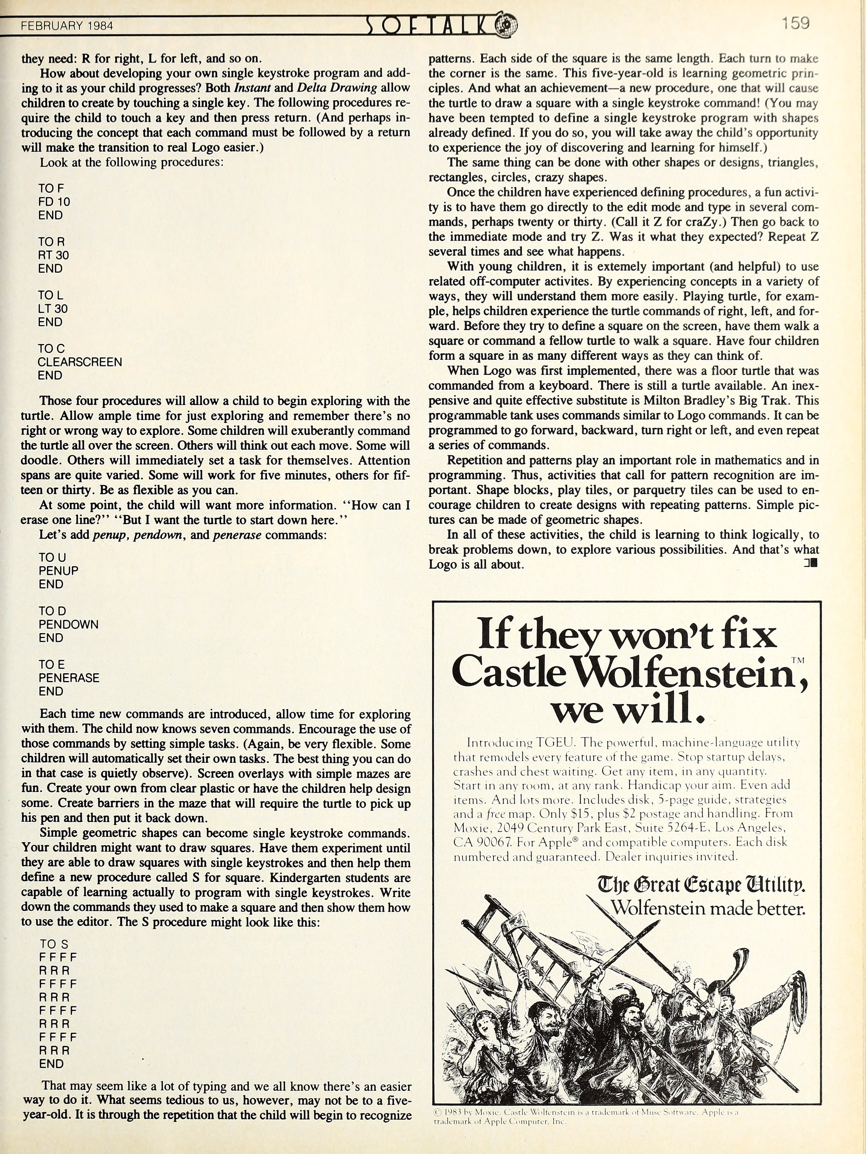 FEBRUARY 1984
SOFTALK
159
they need: R for right, L for left, and so on.
How about developing your own single keystroke program and add-
ing to it as your child progresses? Both Instant and Delta Drawing allow
children to create by touching a single key. The following procedures re-
quire the child to touch a key and then press return. (And perhaps in-
troducing the concept that each command must be followed by a return
will make the transition to real Logo easier.)
Look at the following procedures:
TO F
FD 10
END
TO R
RT 30
END
TO L
LT 30
END
TO C
CLEARSCREEN
END
Those four procedures will allow a child to begin exploring with the
turtle. Allow ample time for just exploring and remember there's no
right or wrong way to explore. Some children will exuberantly command
the turtle all over the screen. Others will think out each move. Some will
doodle. Others will immediately set a task for themselves. Attention
spans are quite varied. Some will work for five minutes, others for fif-
teen or thirty. Be as flexible as you can.
At some point, the child will want more information. "How can I
erase one line?" "But I want the turtle to start down here."
Let's add penup, pendown, and penerase commands:
TO U
PENUP
END
TO D
PENDOWN
END
TO E
PENERASE
END
Each time new commands are introduced, allow time for exploring
with them. The child now knows seven commands. Encourage the use of
those commands by setting simple tasks. (Again, be very flexible. Some
children will automatically set their own tasks. The best thing you can do
in that case is quietly observe). Screen overlays with simple mazes are
fun. Create your own from clear plastic or have the children help design
some. Create barriers in the maze that will require the turtle to pick up
his pen and then put it back down.
Simple geometric shapes can become single keystroke commands.
Your children might want to draw squares. Have them experiment until
they are able to draw squares with single keystrokes and then help them
define a new procedure called S for square. Kindergarten students are
capable of learning actually to program with single keystrokes. Write
down the commands they used to make a square and then show them how
to use the editor. The S procedure might look like this:
TO S
F F F F
R R R
F F F F
R R R
F F F F
R R R
F F F F
R R R
END
That may seem like a lot of typing and we all know there's an easier
way to do it. What seems tedious to us, however, may not be to a five-
year-old. It is through the repetition that the child will begin to recognize
patterns. Each side of the square is the same length. Each turn to make
the corner is the same. This five-year-old is learning geometric prin-
ciples. And what an achievement—a new procedure, one that will cause
the turtle to draw a square with a single keystroke command! (You may
have been tempted to define a single keystroke program with shapes
already defined. If you do so, you will take away the child's opportunity
to experience the joy of discovering and learning for himself.)
The same thing can be done with other shapes or designs, triangles,
rectangles, circles, crazy shapes.
Once the children have experienced defining procedures, a fun activi-
ty is to have them go directly to the edit mode and type in several com-
mands, perhaps twenty or thirty. (Call it Z for craZy.) Then go back to
the immediate mode and try Z. Was it what they expected? Repeat Z
several times and see what happens.
With young children, it is extemely important (and helpful) to use
related off-computer activites. By experiencing concepts in a variety of
ways, they will understand them more easily. Playing turtle, for exam-
ple, helps children experience the turtle commands of right, left, and for-
ward. Before they try to define a square on the screen, have them walk a
square or command a fellow turtle to walk a square. Have four children
form a square in as many different ways as they can think of.
When Logo was first implemented, there was a floor turtle that was
commanded from a keyboard. There is still a turtle available. An inex-
pensive and quite effective substitute is Milton Bradley's Big Trak. This
programmable tank uses commands similar to Logo commands. It can be
programmed to go forward, backward, turn right or left, and even repeat
a series of commands.
Repetition and patterns play an important role in mathematics and in
programming. Thus, activities that call for pattern recognition are im-
portant. Shape blocks, play tiles, or parquetry tiles can be used to en-
courage children to create designs with repeating patterns. Simple pic-
tures can be made of geometric shapes.
In all of these activities, the child is learning to think logically, to
break problems down, to explore various possibilities. And that's what
Logo is all about.
If they won't fix
Castle Wolfenstein,™
we will.
Introducing TGEU. The powerful, machine-language utility
that remodels every feature of the game. Stop startup delays,
crashes and chest waiting. Get any item, in any quantity.
Start in any room, at any rank. Handicap your aim. Even add
items. And lots more. Includes disk, 5-page guide, strategies
and a free map. Only $15, plus $2 postage and handling. From
Moxie, 2049 Century Park East, Suite 5264-E, Los Angeles,
CA 90067. For Apple® and compatible computers. Each disk
numbered and guaranteed. Dealer inquiries invited.
The Great Escape Utility.
Wolfenstein made better.
© 1983 by Moxie. Castle Wolfenstein is a trademark of Muse Software. Apple is a
trademark of Apple Computer, Inc.